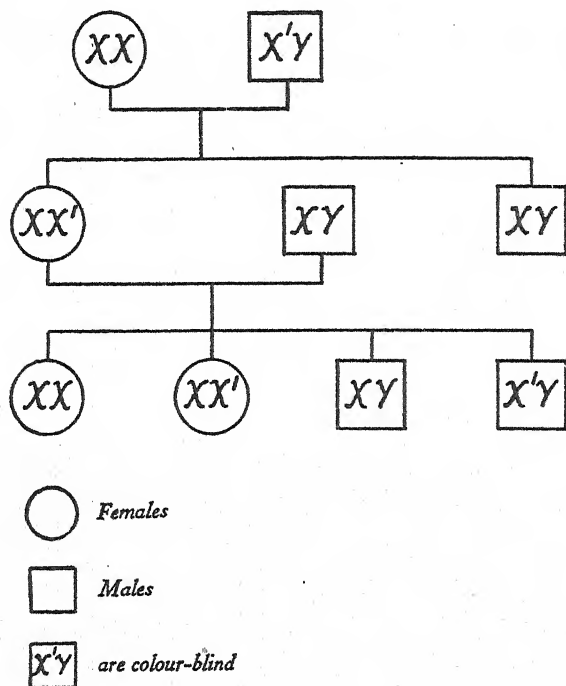 XX X'Y
XX' XY XY
XX XX' XY X'Y
Females
Males
X'Y are colour-blind